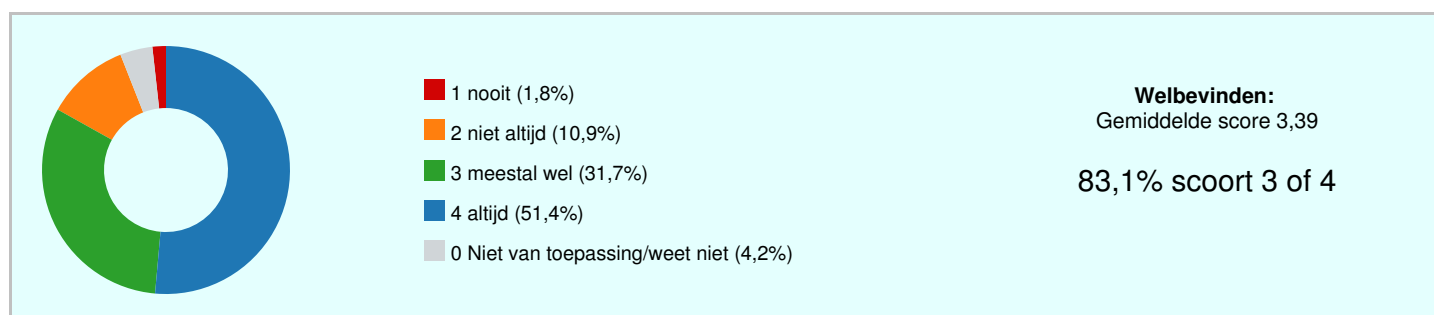 1 nooit (1,8%)
2 niet altijd (10,9%)
3 meestal wel (31,7%)
4 altijd (51,4%)
0 Niet van toepassing/weet niet (4,2%)
Welbevinden:
Gemiddelde score 3,39
83,1% scoort 3 of 4